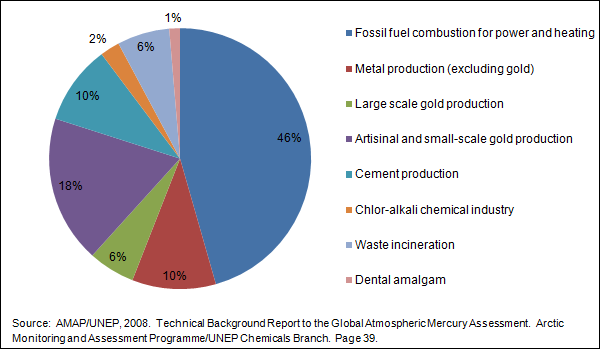 1%
2%
6%
10%
46%
18%
6%
10%
Fossil fuel combustion for power and heating
Metal production (excluding gold)
Large scale gold production
Artisinal and small-scale gold production
Cement production
Chlor-alkali chemical industry
Waste incineration
Dental amalgam
Source: AMAP/UNEP, 2008. Technical Background Report to the Global Atmospheric Mercury Assessment. Arctic
Monitoring and Assessment Programme/UNEP Chemicals Branch. Page 39.